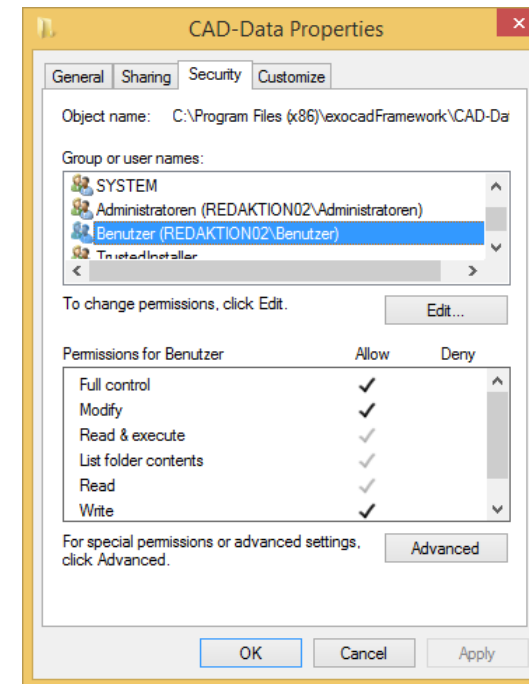 CAD-Data Properties
General Sharing Security Customize
Object name: C:\Program Files (x86)\exocadFramework\CAD-Da
Group or user names:
SYSTEM
Administratoren (REDAKTION02\Administratoren)
Benutzer (REDAKTION02\Benutzer)
TrustedInstaller
To change permissions, click Edit.
Edit...
Permissions for Benutzer Allow Deny
Full control
Modify
Read & execute
List folder contents
Read
Write
For special permissions or advanced settings,
click Advanced.
Advanced
OK Cancel Apply